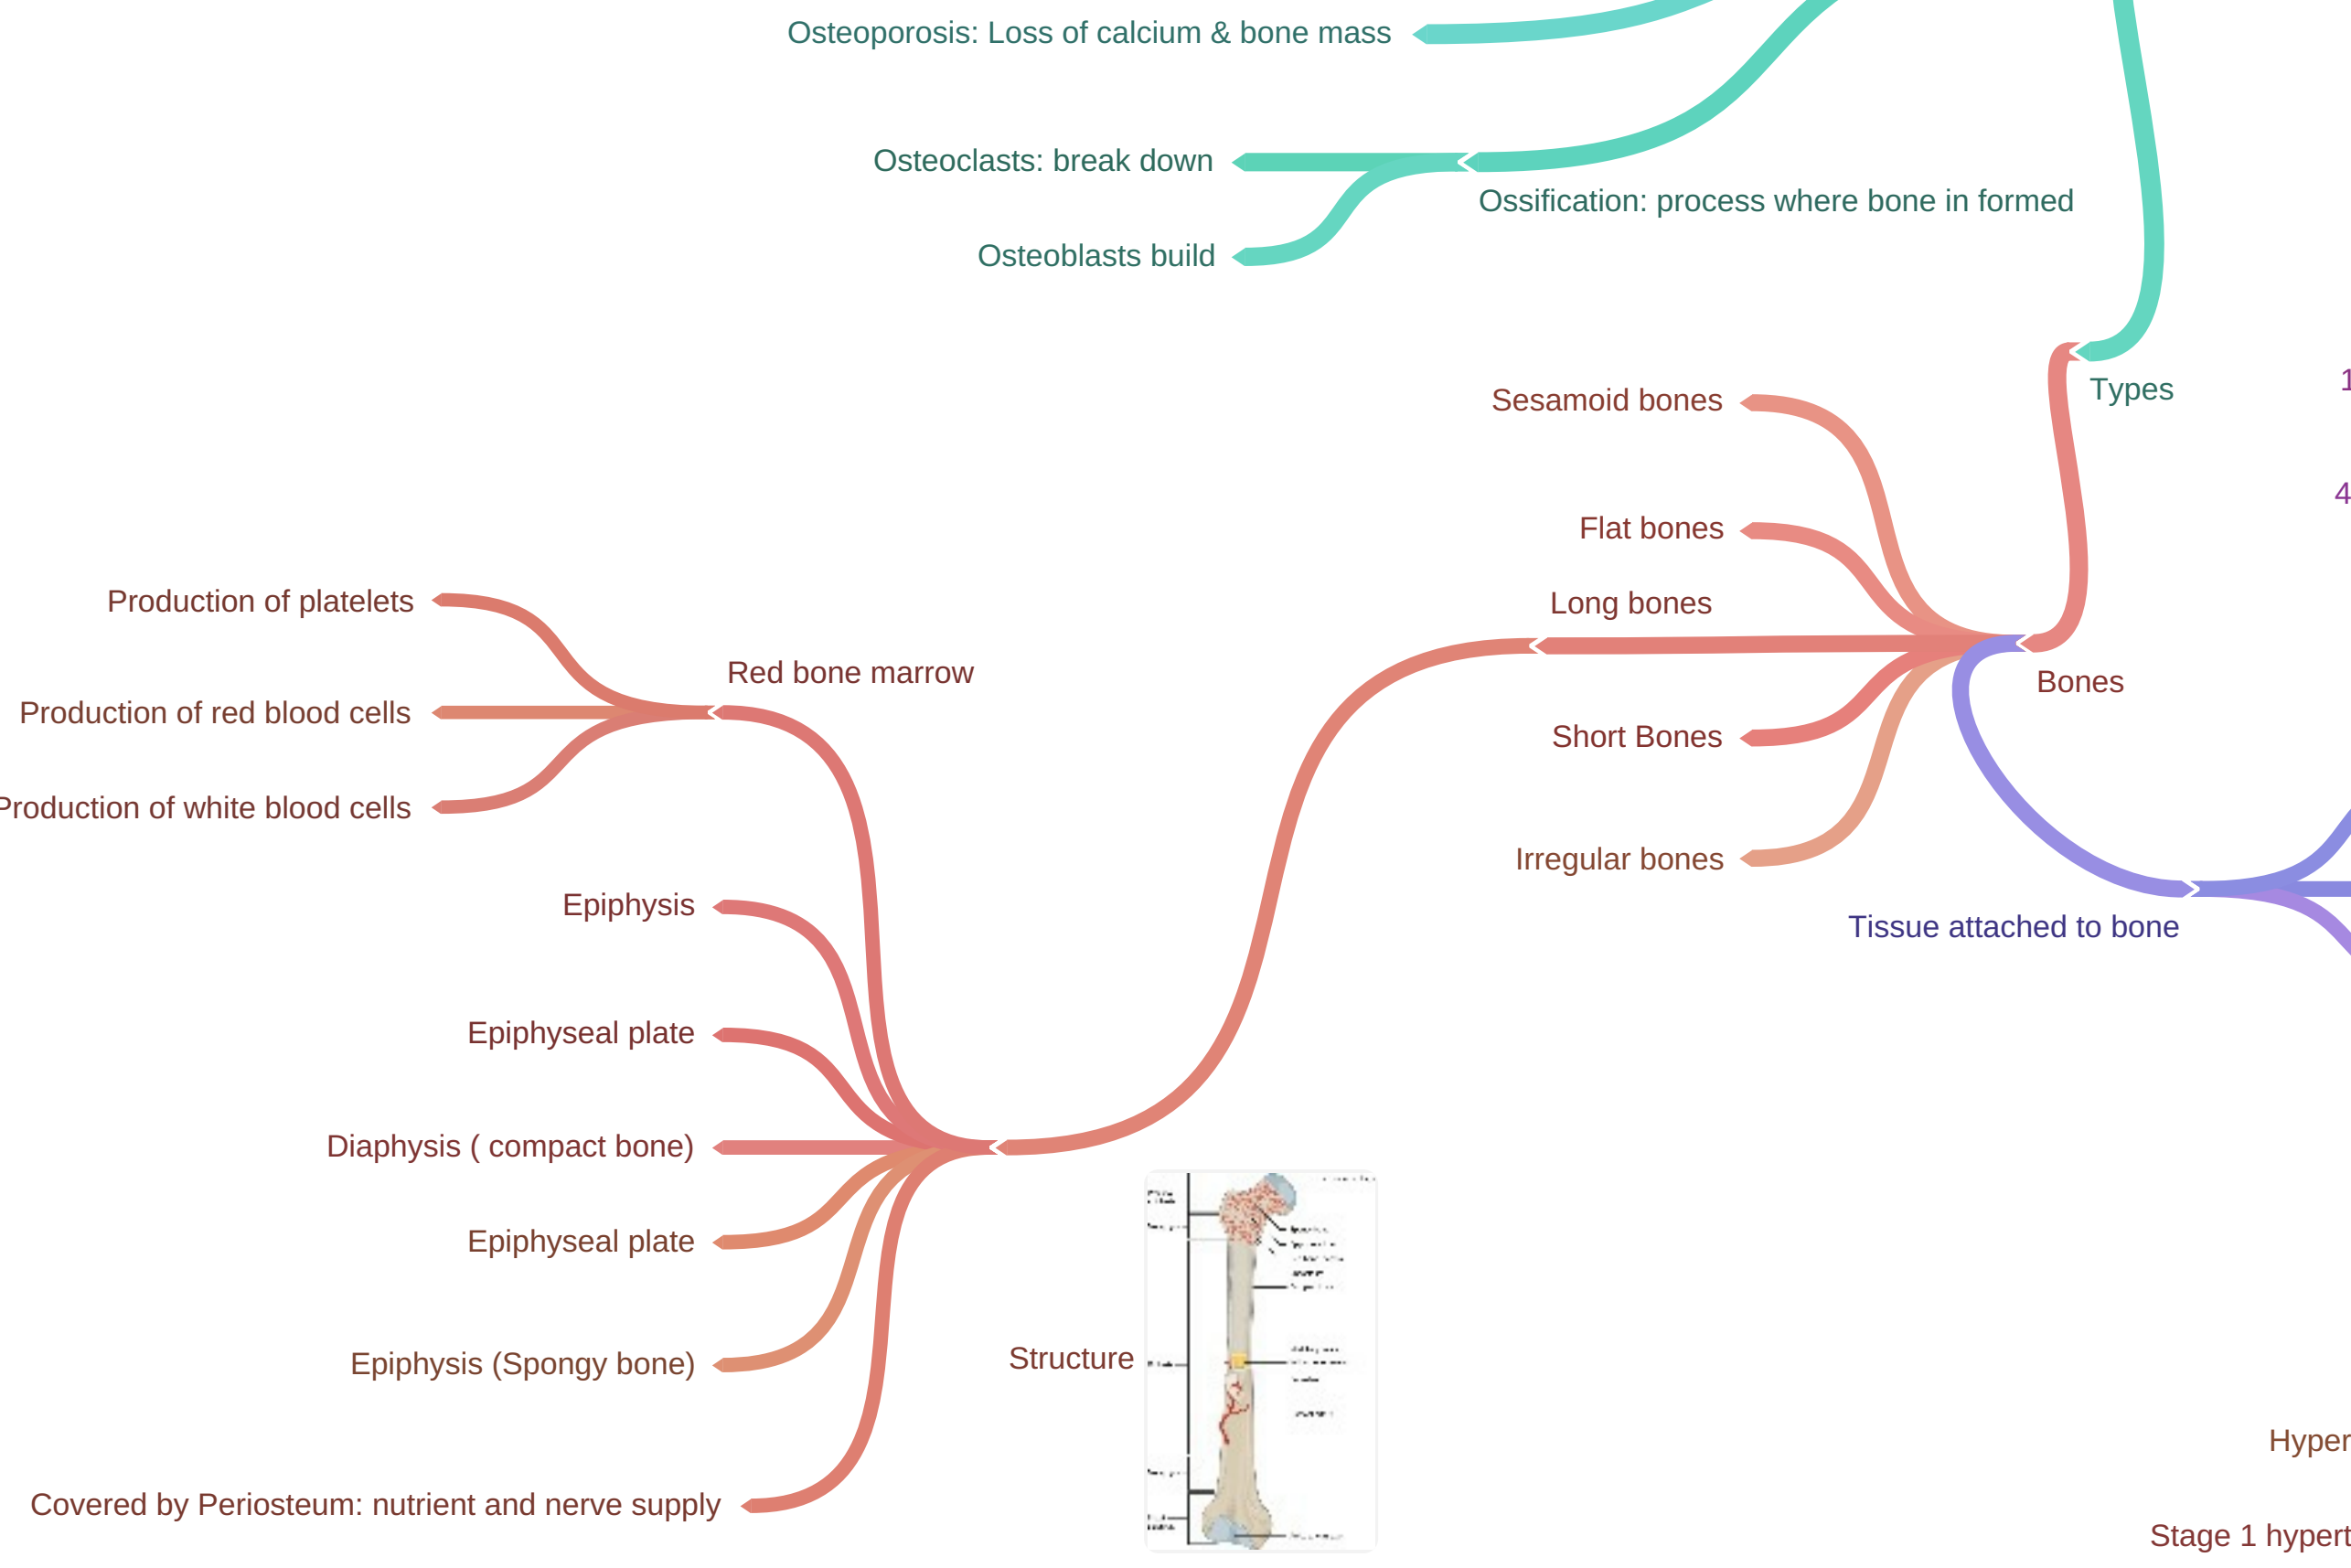 Osteoporosis: Loss of calcium & bone mass
Osteoclasts: break down
Ossification: process where bone in formed
Osteoblasts build
Types
Sesamoid bones
Flat bones
Long bones
Bones
Short Bones
Irregular bones
Tissue attached to bone
Production of platelets
Red bone marrow
Production of red blood cells
Production of white blood cells
Epiphysis
Epiphyseal plate
Diaphysis ( compact bone)
Epiphyseal plate
Epiphysis (Spongy bone)
Structure
Covered by Periosteum: nutrient and nerve supply
1
4
Hyper
Stage 1 hypert